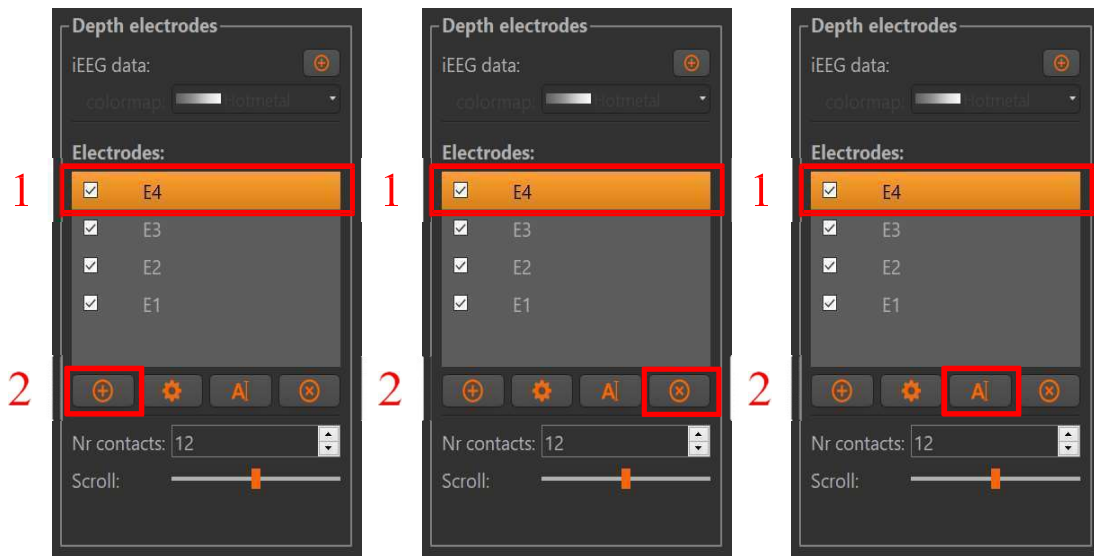 Depth electrodes
iEEG data:
colormap: Hotmetal
Electrodes:
1
E4
E3
E2
E1
2
A
Nr contacts: 12
Scroll:
Depth electrodes
iEEG data:
colormap: Hotmetal
Electrodes:
1
E4
E3
E2
E1
2
A
Nr contacts: 12
Scroll:
Depth electrodes
iEEG data:
colormap: Hotmetal
Electrodes:
1
E4
E3
E2
E1
2
A
Nr contacts: 12
Scroll: